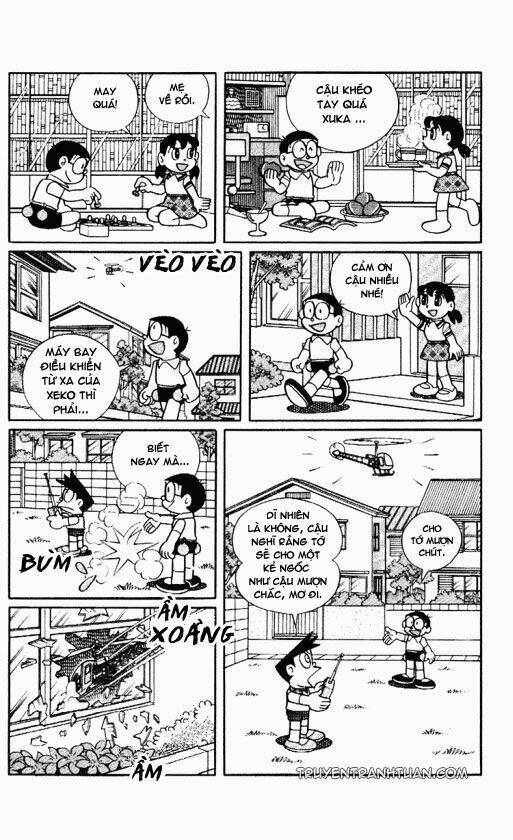 CẬU KHÉO
TAY QUÁ
XUKA ...
MẸ
VỀ RỒI.
MAY
QUÁ!
CẢM ƠN
CẬU NHIỀU
NHÉ!
VÈO VÈO
MÁY BAY
ĐIỀU KHIỂN
TỪ XA CỦA
XEKO THÌ
PHẢI...
CHO
TỚ MƯỢN
CHÚT.
DĨ NHIÊN
LÀ KHÔNG, CẬU
NGHĨ RẰNG TỚ
SẼ CHO MỘT
KẺ NGỐC
NHƯ CẬU MƯỢN
CHẮC, MƠ ĐI.
BIẾT
NGAY MÀ...
BÙM
ẦM
XOẢNG
ẦM
TRUYENTRANHTUAN.COM